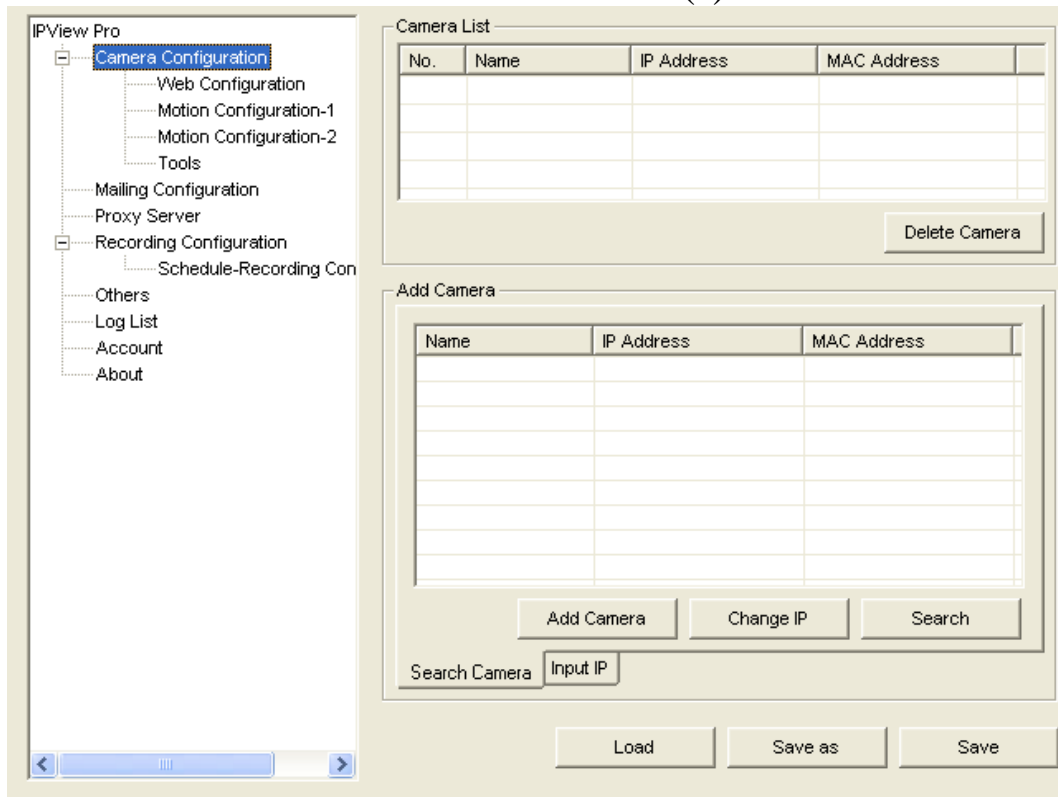 IPView Pro
Camera Configuration
Web Configuration
Motion Configuration-1
Motion Configuration-2
Tools
Mailing Configuration
Proxy Server
Recording Configuration
Schedule-Recording Con
Others
Log List
Account
About
Camera List
No. Name IP Address MAC Address
Delete Camera
Add Camera
Name IP Address MAC Address
Add Camera Change IP Search
Search Camera Input IP
Load Save as Save